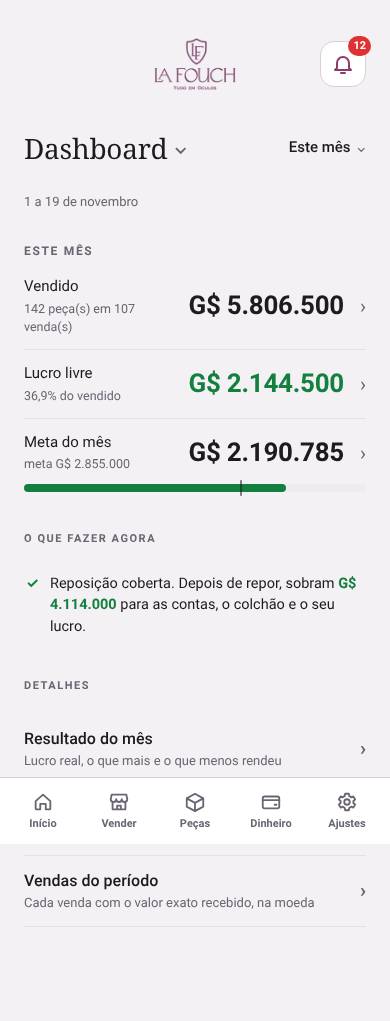 LA FOUCH
Tudo em Óculos
12
Dashboard
Este mês
1 a 19 de novembro
ESTE MÊS
Vendido
142 peça(s) em 107
venda(s)
G$ 5.806.500
Lucro livre
36,9% do vendido
G$ 2.144.500
Meta do mês
meta G$ 2.855.000
G$ 2.190.785
O QUE FAZER AGORA
Reposição coberta. Depois de repor, sobram G$
4.114.000 para as contas, o colchão e o seu
lucro.
DETALHES
Resultado do mês
Lucro real, o que mais e o que menos rendeu
Início
Vender
Peças
Dinheiro
Ajustes
Vendas do período
Cada venda com o valor exato recebido, na moeda